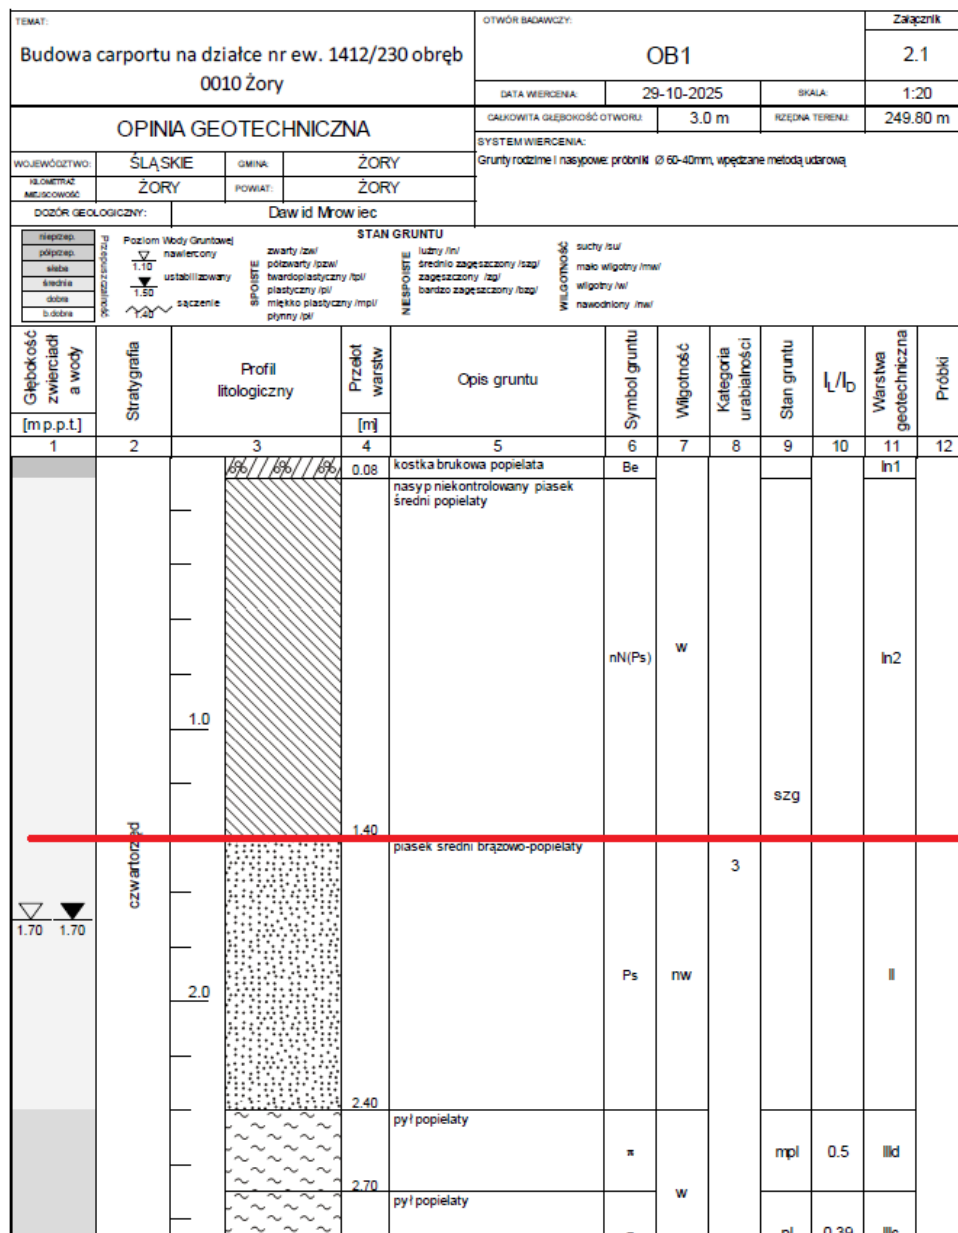 TEMAT:
Budowa carportu na działce nr ew. 1412/230 obręb
0010 Żory
OTWÓR BADAWCZY:
OB1
Załącznik
2.1
DATA WIERCENIA:
29-10-2025
SKALA:
1:20
OPINIA GEOTECHNICZNA
CAŁKOWITA GŁĘBOKOŚĆ OTWORU:
3.0 m
RZĘDNA TERENU:
249.80 m
SYSTEM WIERCENIA:
Grunty rodzime i nasypowe: próbniki Ø 60-40mm, wpędzane metodą udarową
WOJEWÓDZTWO:
ŚLĄSKIE
GMINA:
ŻORY
KILOMETRAŻ
/MIEJSCOWOŚĆ
ŻORY
POWIAT:
ŻORY
DOZÓR GEOLOGICZNY:
Dawid Mrowiec
nieprzep.
półprzep.
słaba
średnia
dobra
b.dobra
Przepuszczalność
Poziom Wody Gruntowej
nawiercony
1.10
ustabilizowany
1.50
sączenie
1.40
STAN GRUNTU
SPOISTE
zwarty /zw/
półzwarty /pzw/
twardoplastyczny /tpl/
plastyczny /pl/
miękko plastyczny /mpl/
płynny /pł/
NIESPOISTE
luźny /ln/
średnio zagęszczony /szg/
zagęszczony /zg/
bardzo zagęszczony /bzg/
WILGOTNOŚĆ
suchy /su/
mało wilgotny /mw/
wilgotny /w/
nawodniony /nw/
Głębokość
zwierciadł
a wody
[m p.p.t.]
Stratygrafia
Profil
litologiczny
Przelot
warstw
[m]
Opis gruntu
Symbol gruntu
Wilgotność
Kategoria
urabialności
Stan gruntu
IL/ID
Warstwa
geotechniczna
Próbki
1 2 3 4 5 6 7 8 9 10 11 12
0.08
kostka brukowa popielata
Be
In1
nasyp niekontrolowany piasek
średni popielaty
nN(Ps)
w
In2
1.0
szg
1.40
czwartorzęd
piasek średni brązowo-popielaty
3
1.70 1.70
Ps
nw
II
2.0
2.40
pył popielaty
π
mpl
0.5
IIId
2.70
pył popielaty
w
pl
0.39
IIIc